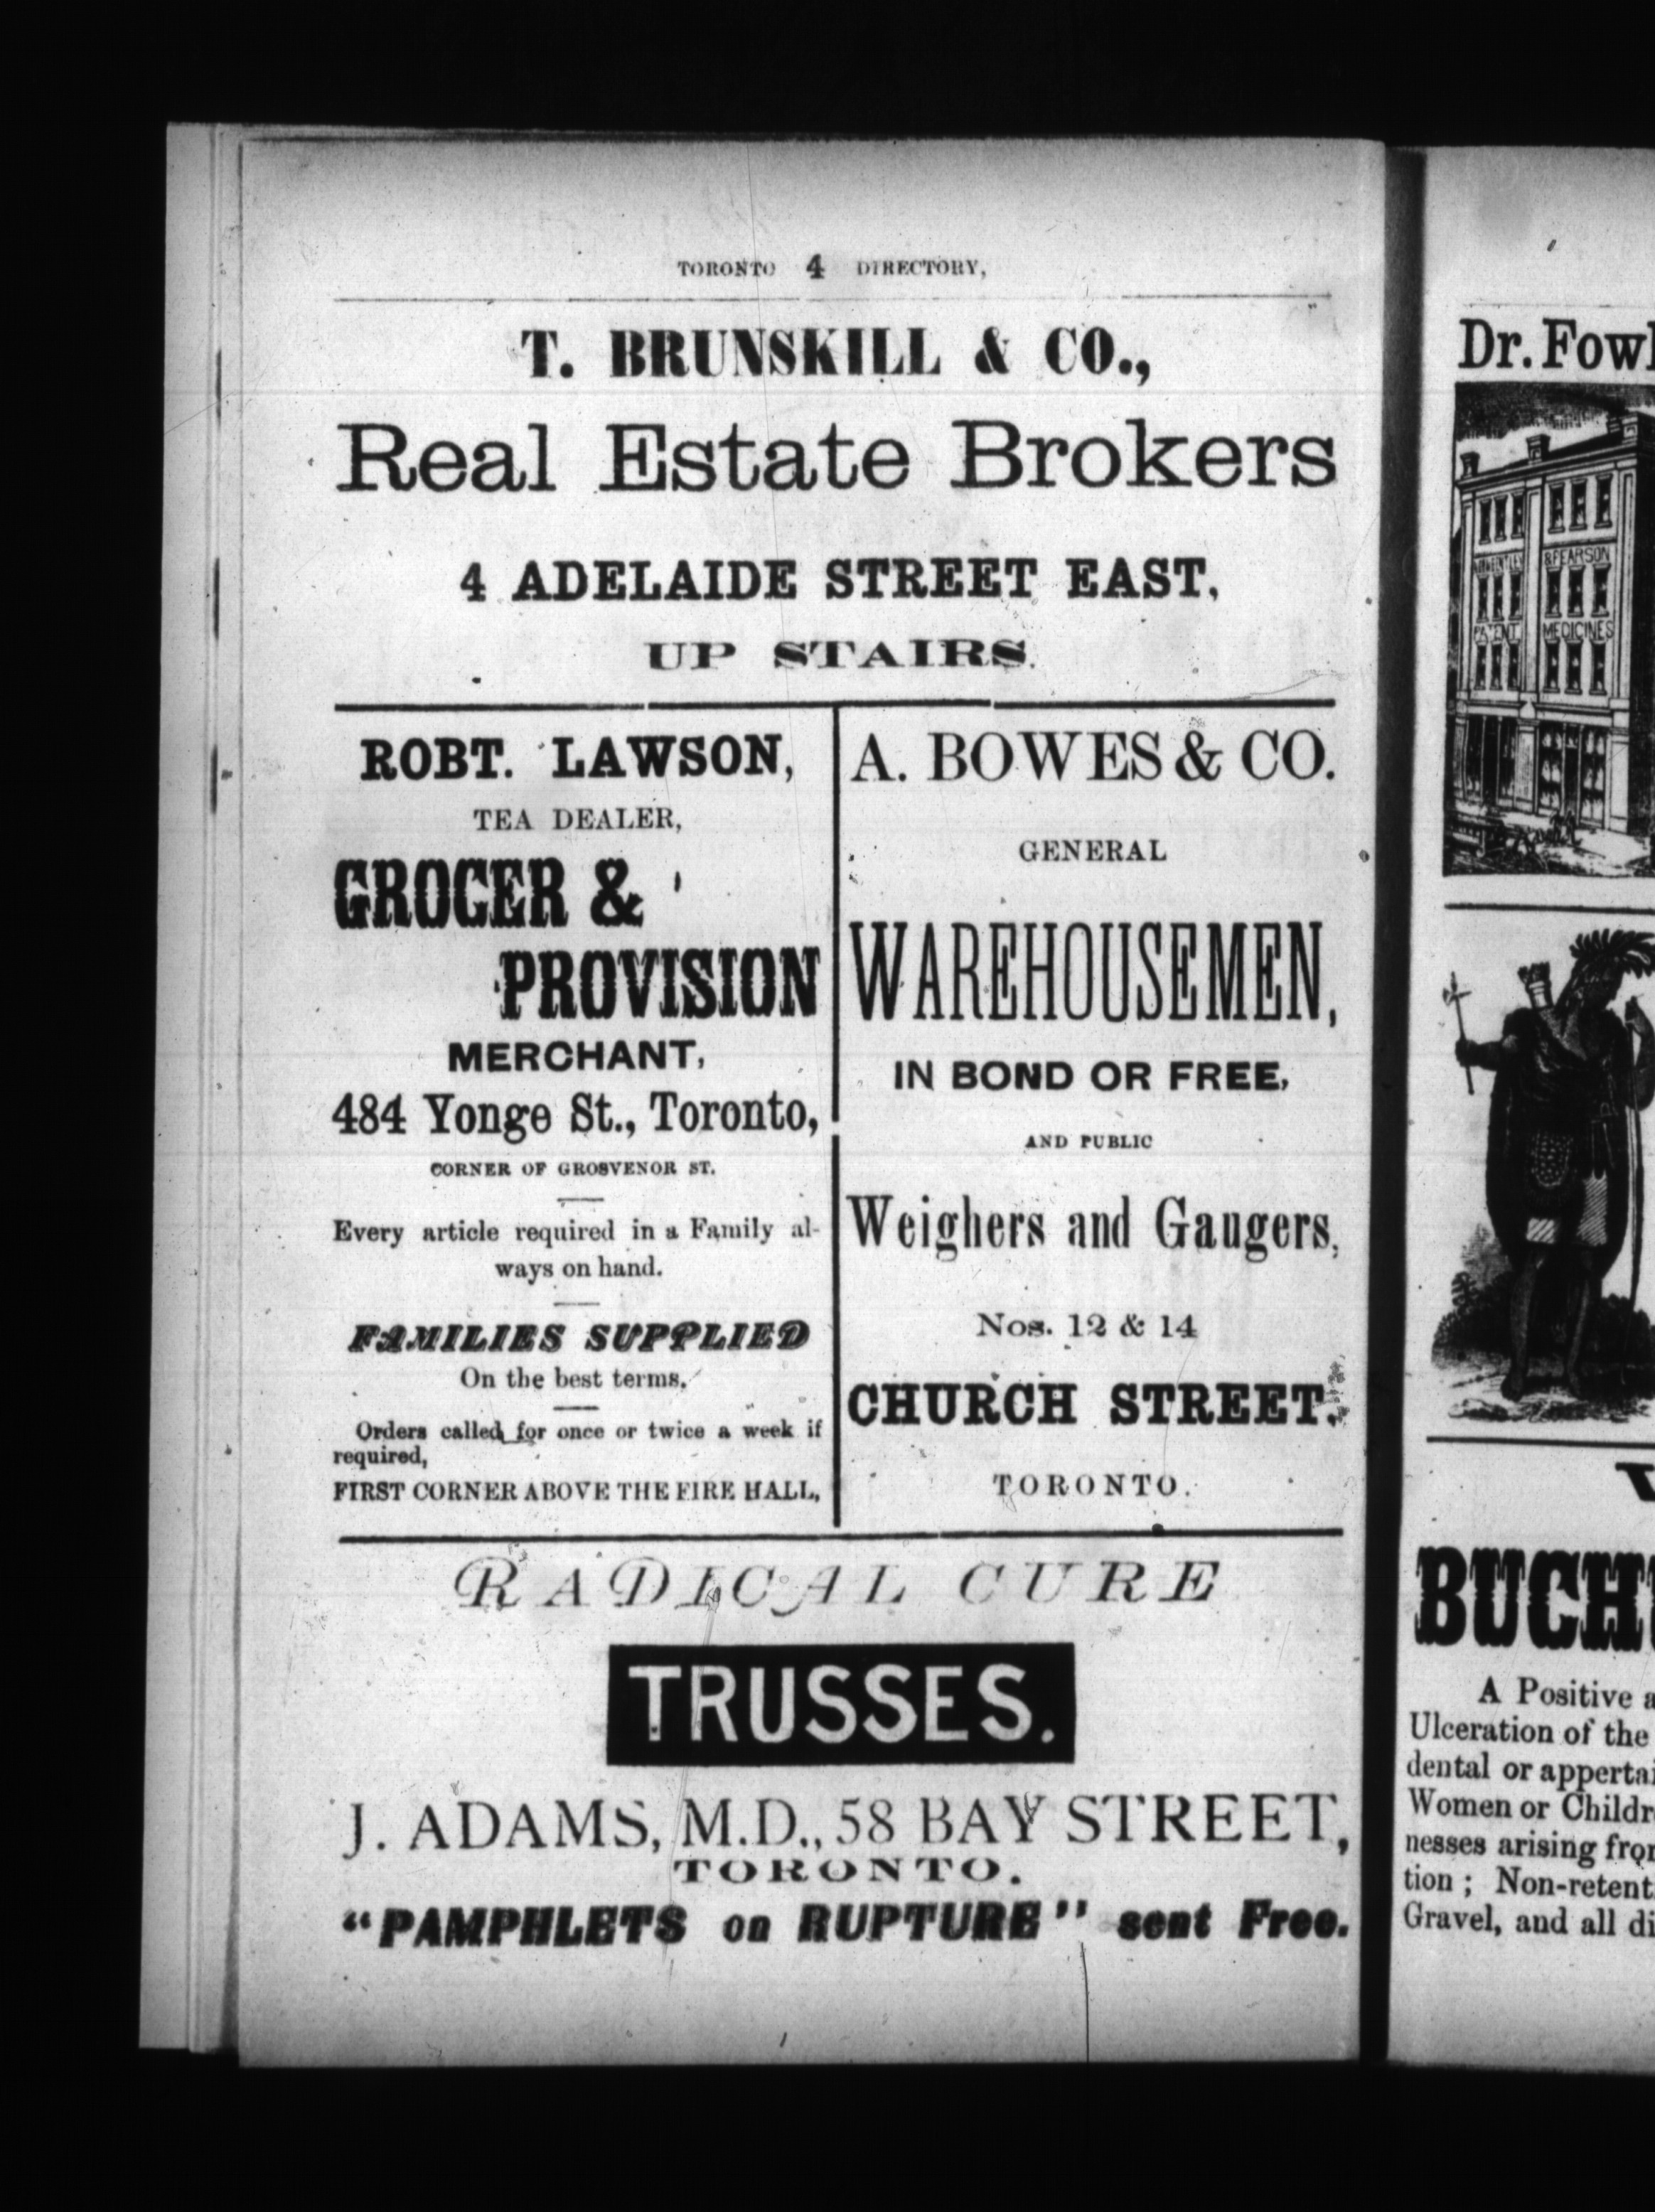 TORONTO 4 DIRECTORY,
T. BRUNSKILL & CO.,
Real Estate Brokers
4 ADELAIDE STREET EAST,
UP STAIRS.
ROBT. LAWSON,
TEA DEALER,
GROCER &
PROVISION
MERCHANT,
484 Yonge St., Toronto,
CORNER OF GROSVENOR ST.
Every article required in a Family al-
ways on hand.
FAMILIES SUPPLIED
On the best terms.
Orders called for once or twice a week if
required,
FIRST CORNER ABOVE THE FIRE HALL,
A. BOWES & CO.
GENERAL
WAREHOUSEMEN,
IN BOND OR FREE,
AND PUBLIC
Weighers and Gaugers,
Nos. 12 & 14
CHURCH STREET,
TORONTO.
RADICAL CURE
TRUSSES.
J. ADAMS, M.D., 58 BAY STREET,
TORONTO.
"PAMPHLETS on RUPTURE" sent Free.
Dr. Fowl
& PEARSON
PATENT MEDICINES
BUCHU
A Positive a
Ulceration of the
dental or appertai
Women or Childr
nesses arising fro
tion ; Non-retent
Gravel, and all di